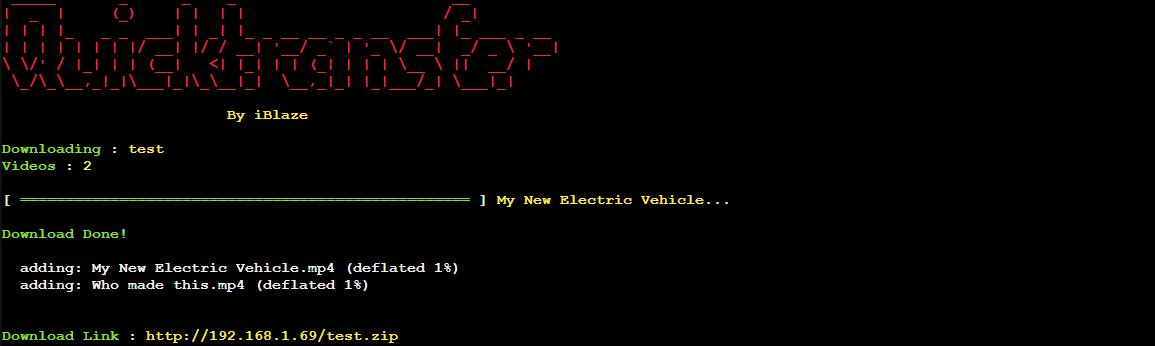 Quicktransfer
By iBlaze
Downloading : test
Videos : 2
[ ================================================== ] My New Electric Vehicle...
Download Done!
adding: My New Electric Vehicle.mp4 (deflated 1%)
adding: Who made this.mp4 (deflated 1%)
Download Link : http://192.168.1.69/test.zip